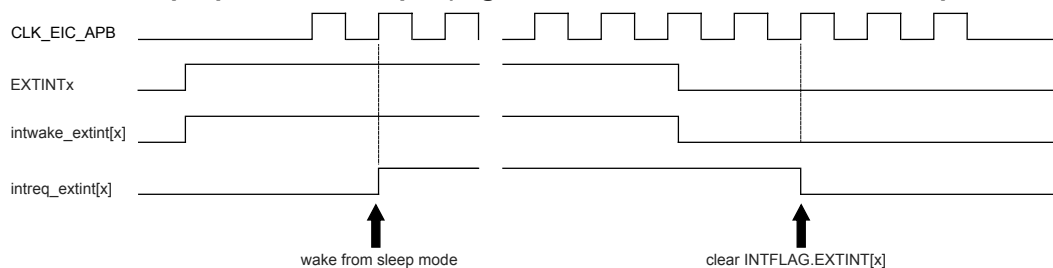 CLK_EIC_APB
EXTINTx
intwake_extint[x]
intreq_extint[x]
wake from sleep mode
clear INTFLAG.EXTINT[x]